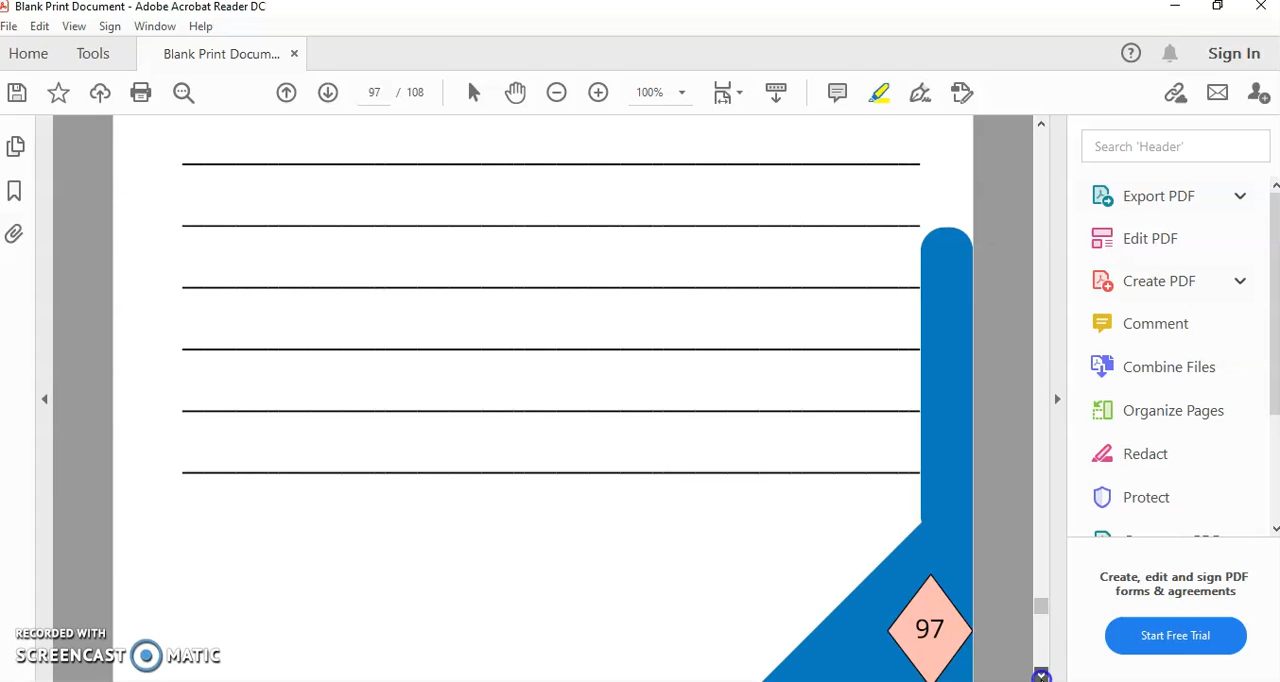 Blank Print Document - Adobe Acrobat Reader DC
File Edit View Sign Window Help
Home Tools Blank Print Docum... × Sign In
97 / 108 100%
Search 'Header'
Export PDF
Edit PDF
Create PDF
Comment
Combine Files
Organize Pages
Redact
Protect
Create, edit and sign PDF
forms & agreements
Start Free Trial
97
RECORDED WITH
SCREENCAST MATIC